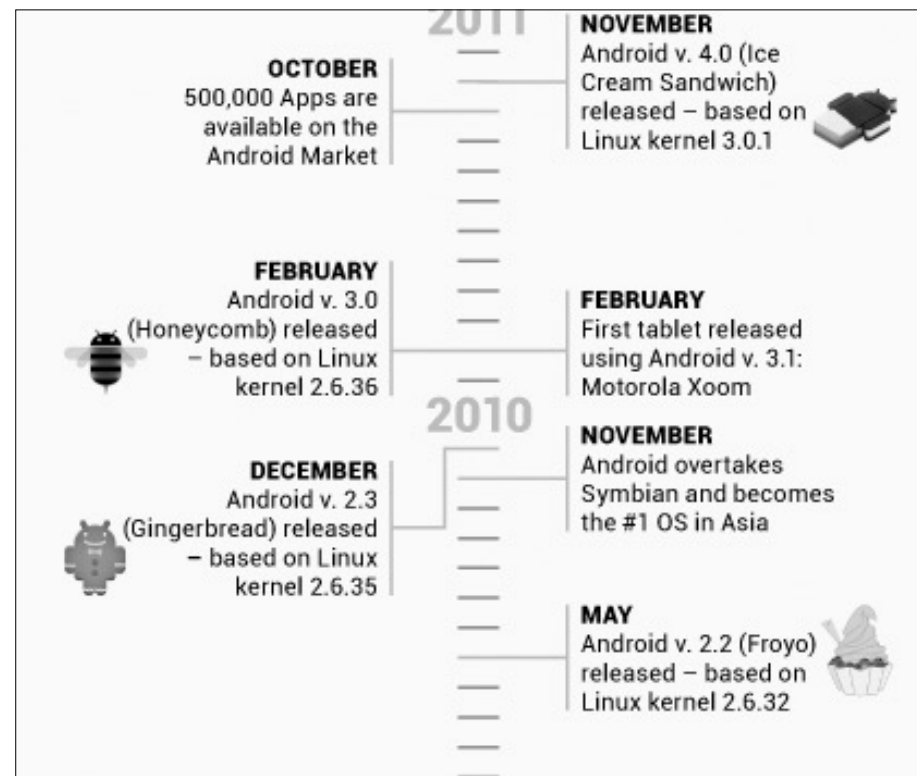 2011
NOVEMBER
Android v. 4.0 (Ice
Cream Sandwich)
released – based on
Linux kernel 3.0.1
OCTOBER
500,000 Apps are
available on the
Android Market
FEBRUARY
Android v. 3.0
(Honeycomb) released
– based on Linux
kernel 2.6.36
FEBRUARY
First tablet released
using Android v. 3.1:
Motorola Xoom
2010
DECEMBER
Android v. 2.3
(Gingerbread) released
– based on Linux
kernel 2.6.35
NOVEMBER
Android overtakes
Symbian and becomes
the #1 OS in Asia
MAY
Android v. 2.2 (Froyo)
released – based on
Linux kernel 2.6.32